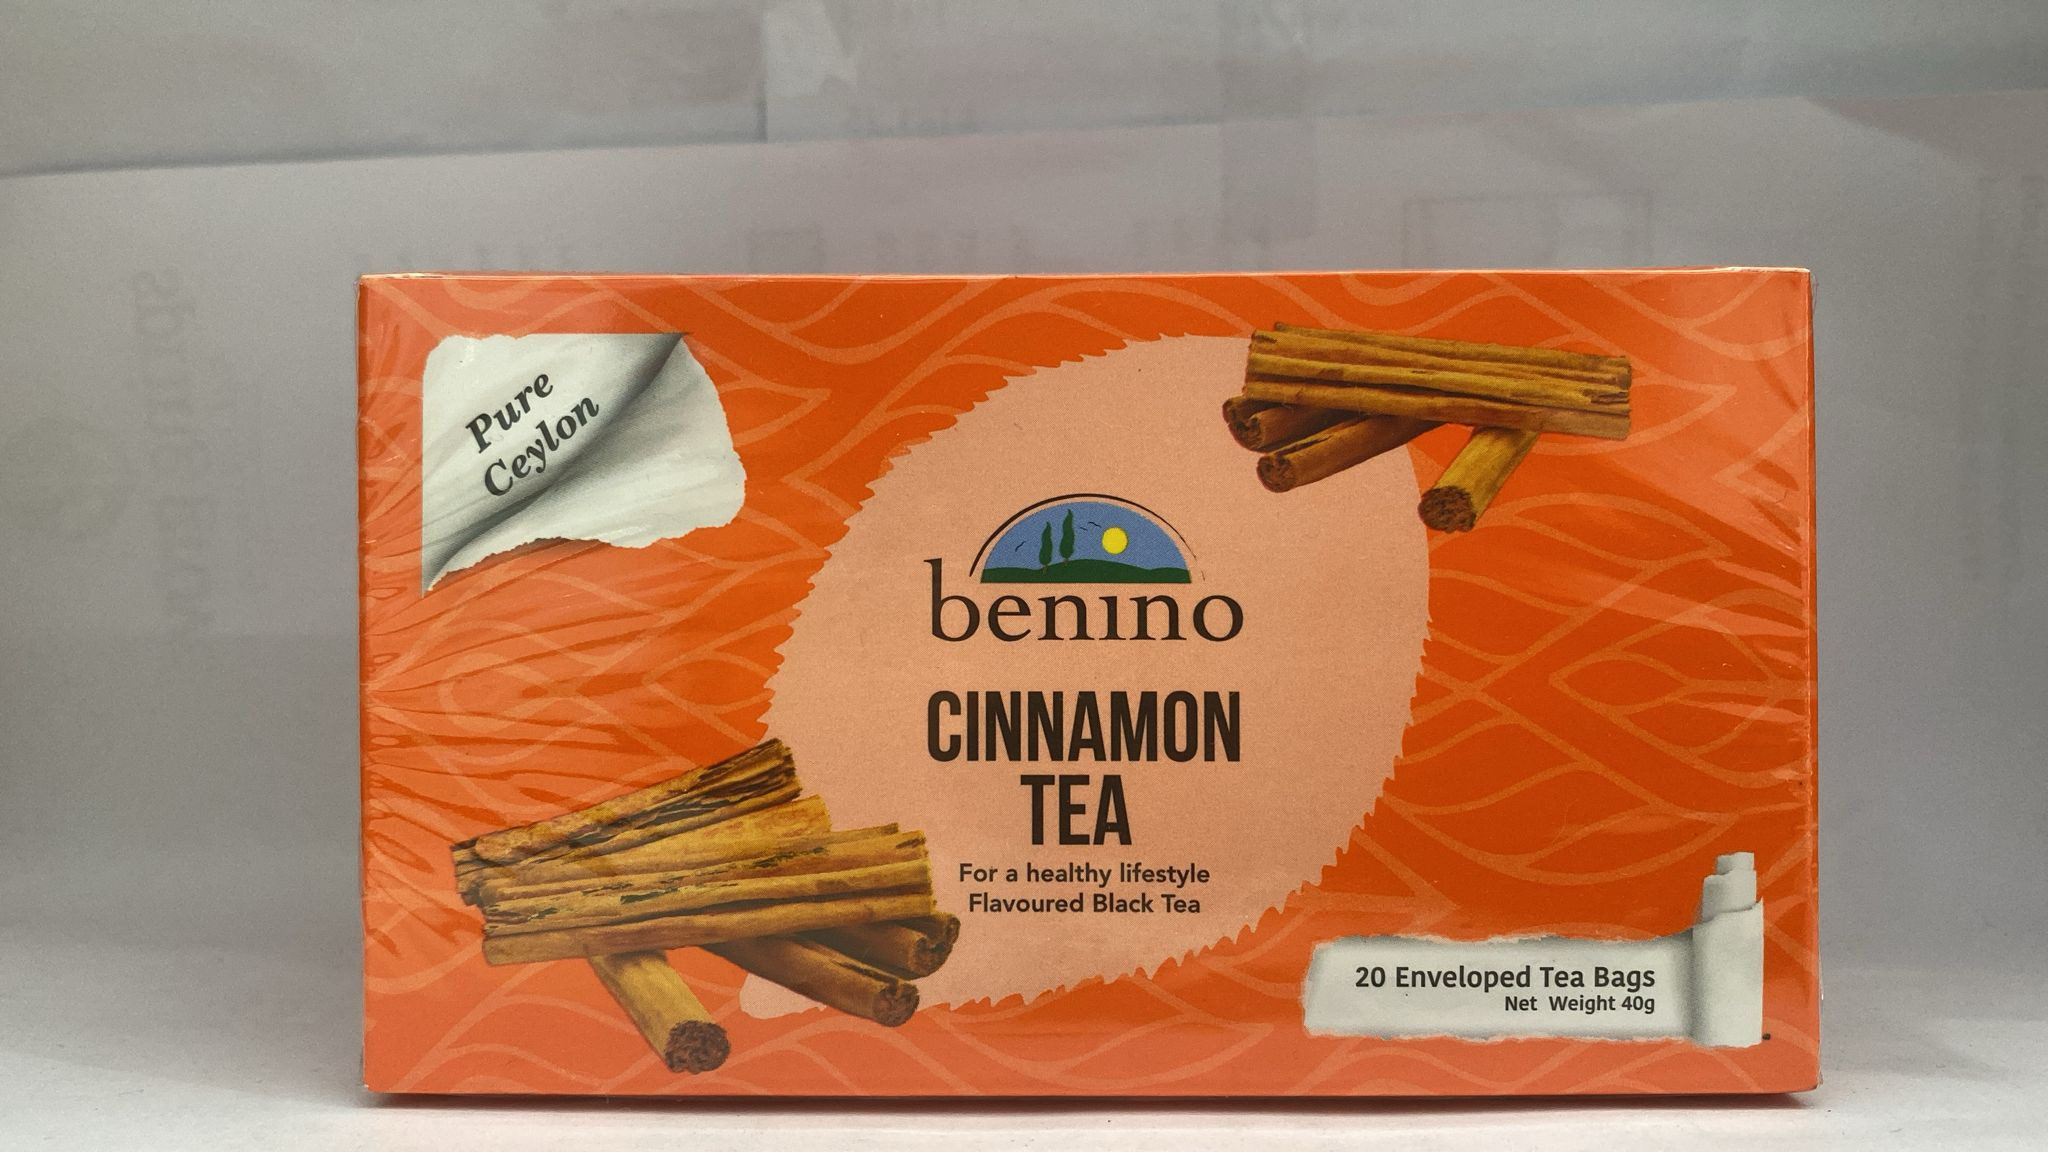 Pure
Ceylon
benino
CINNAMON
TEA
For a healthy lifestyle
Flavoured Black Tea
20 Enveloped Tea Bags
Net Weight 40g